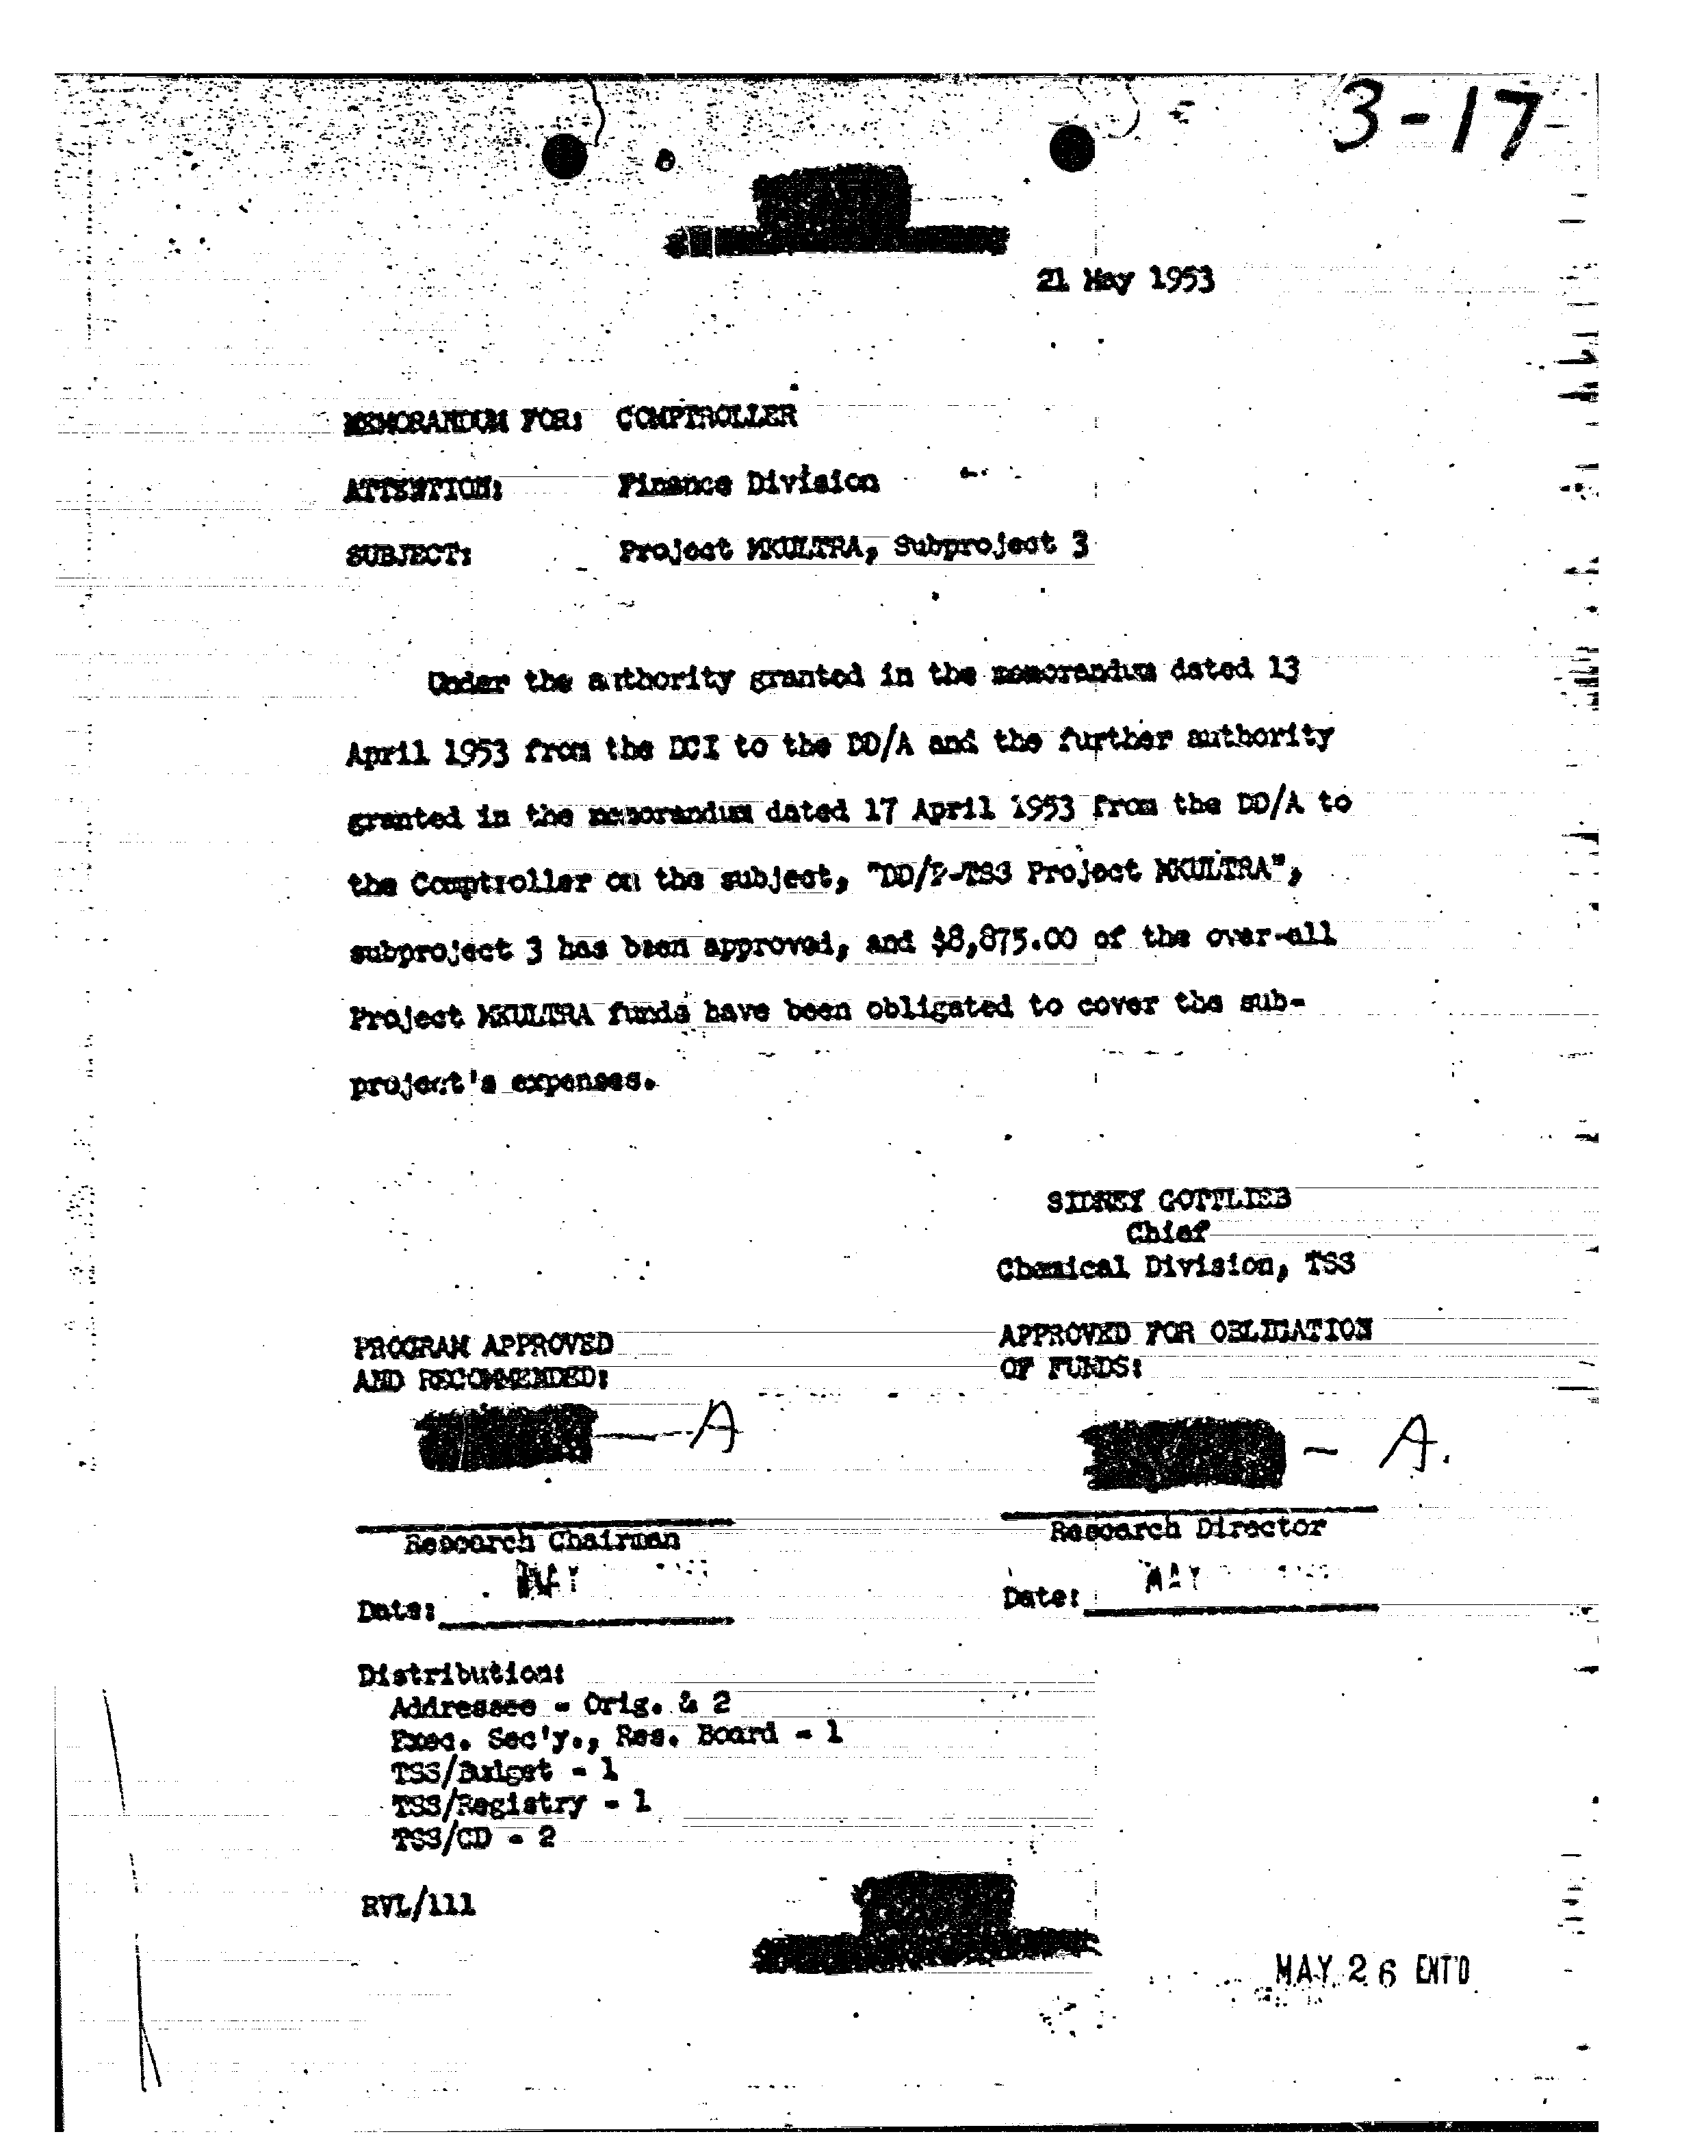 3-17
21 May 1953
MEMORANDUM FOR: COMPTROLLER
ATTENTION: Finance Division
SUBJECT: Project MKULTRA, Subproject 3
Under the authority granted in the memorandum dated 13
April 1953 from the DCI to the DD/A and the further authority
granted in the memorandum dated 17 April 1953 from the DD/A to
the Comptroller on the subject, "DD/P-TSS Project MKULTRA",
subproject 3 has been approved, and $8,875.00 of the over-all
Project MKULTRA funds have been obligated to cover the sub-
project's expenses.
SIDNEY GOTTLIEB
Chief
Chemical Division, TSS
PROGRAM APPROVED
AND RECOMMENDED:
APPROVED FOR OBLIGATION
OF FUNDS:
A
A.
Research Chairman
Research Director
Date: MAY
Date: MAY
Distribution:
Addressee - Orig. & 2
Exec. Sec'y., Res. Board - 1
TSS/Budget - 1
TSS/Registry - 1
TSS/CD - 2
RVL/lll
MAY 26 ENT'D